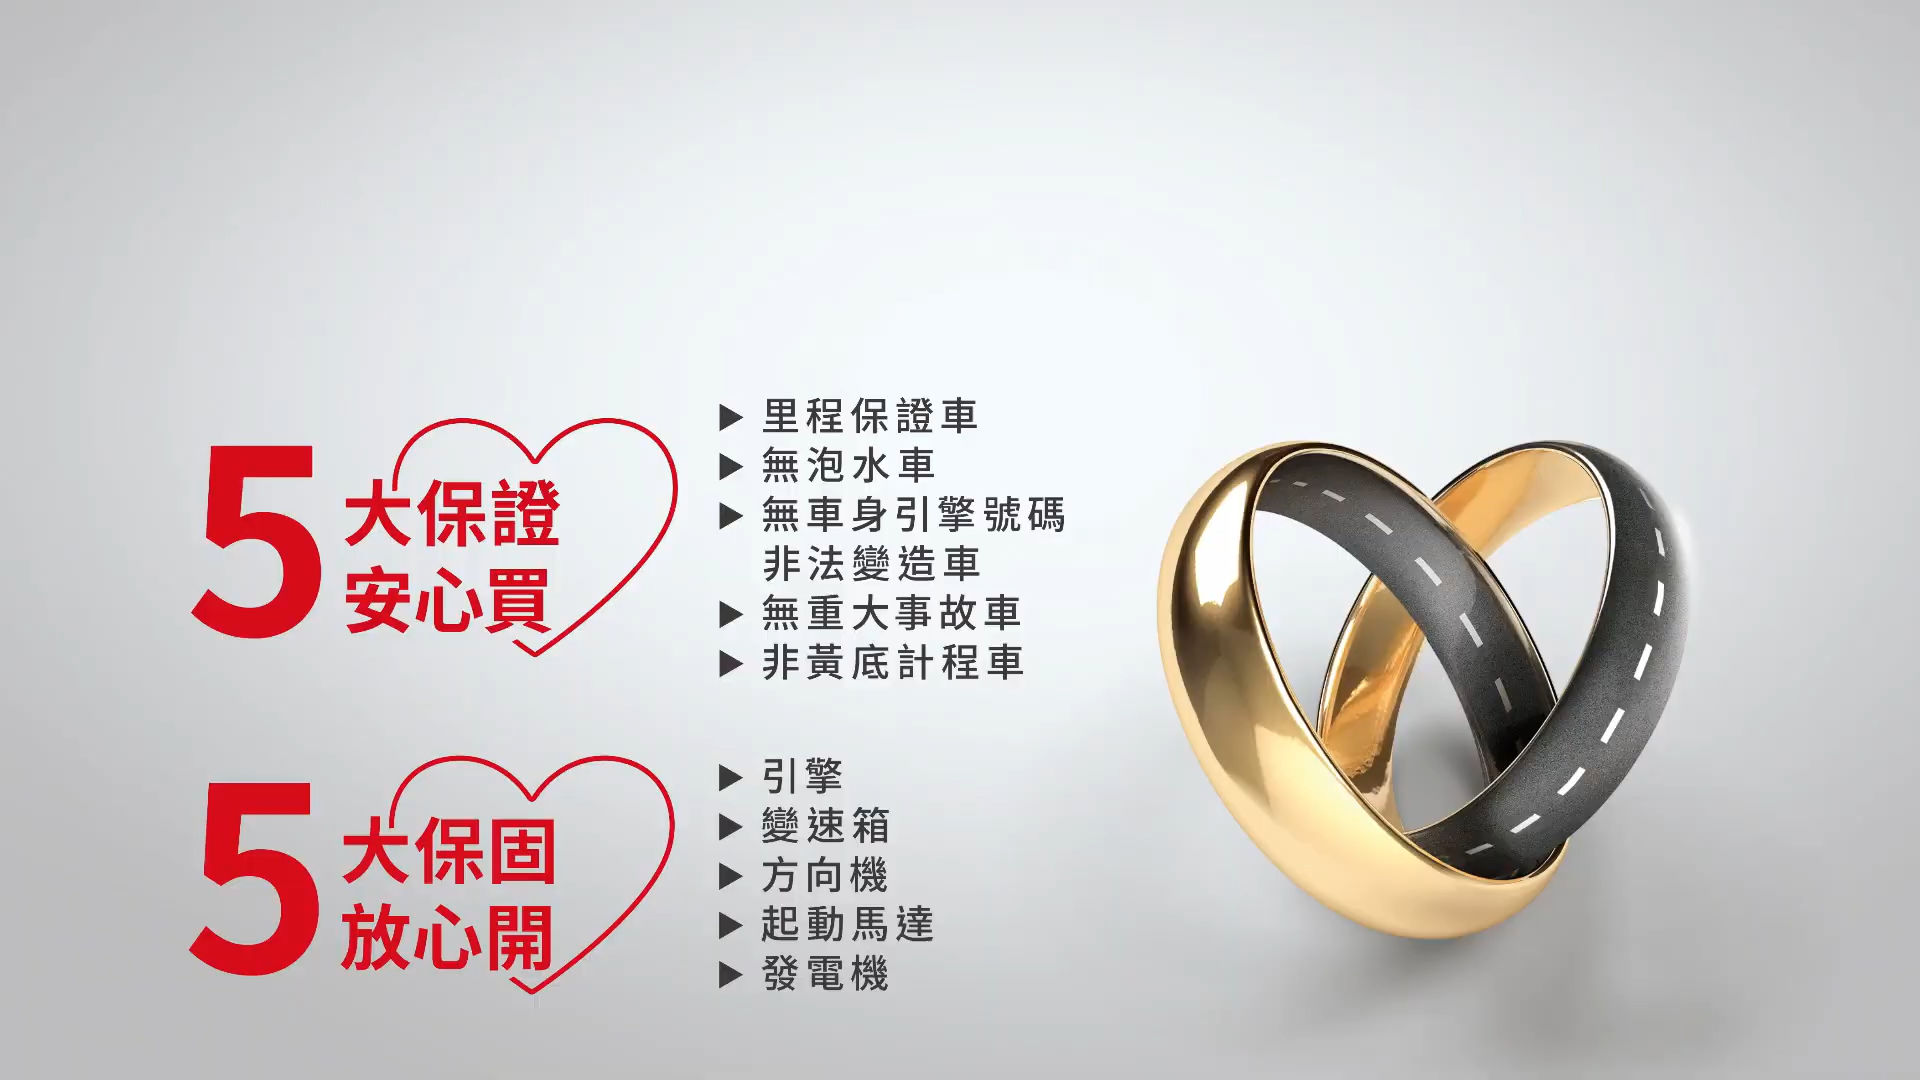 5大保證
安心買
▶ 里程保證車
▶ 無泡水車
▶ 無車身引擎號碼
非法變造車
▶ 無重大事故車
▶ 非黃底計程車
5大保固
放心開
▶ 引擎
▶ 變速箱
▶ 方向機
▶ 起動馬達
▶ 發電機